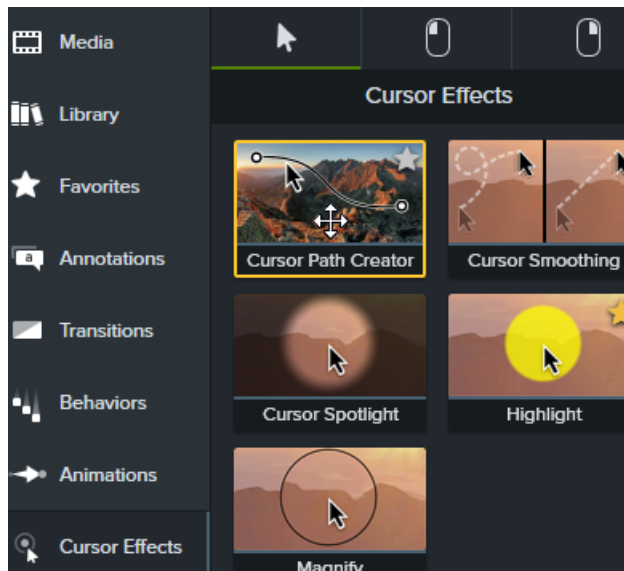 Media
Library
Favorites
a
Annotations
Transitions
Behaviors
Animations
Cursor Effects
Cursor Effects
Cursor Path Creator
Cursor Smoothing
Cursor Spotlight
Highlight
Magnify